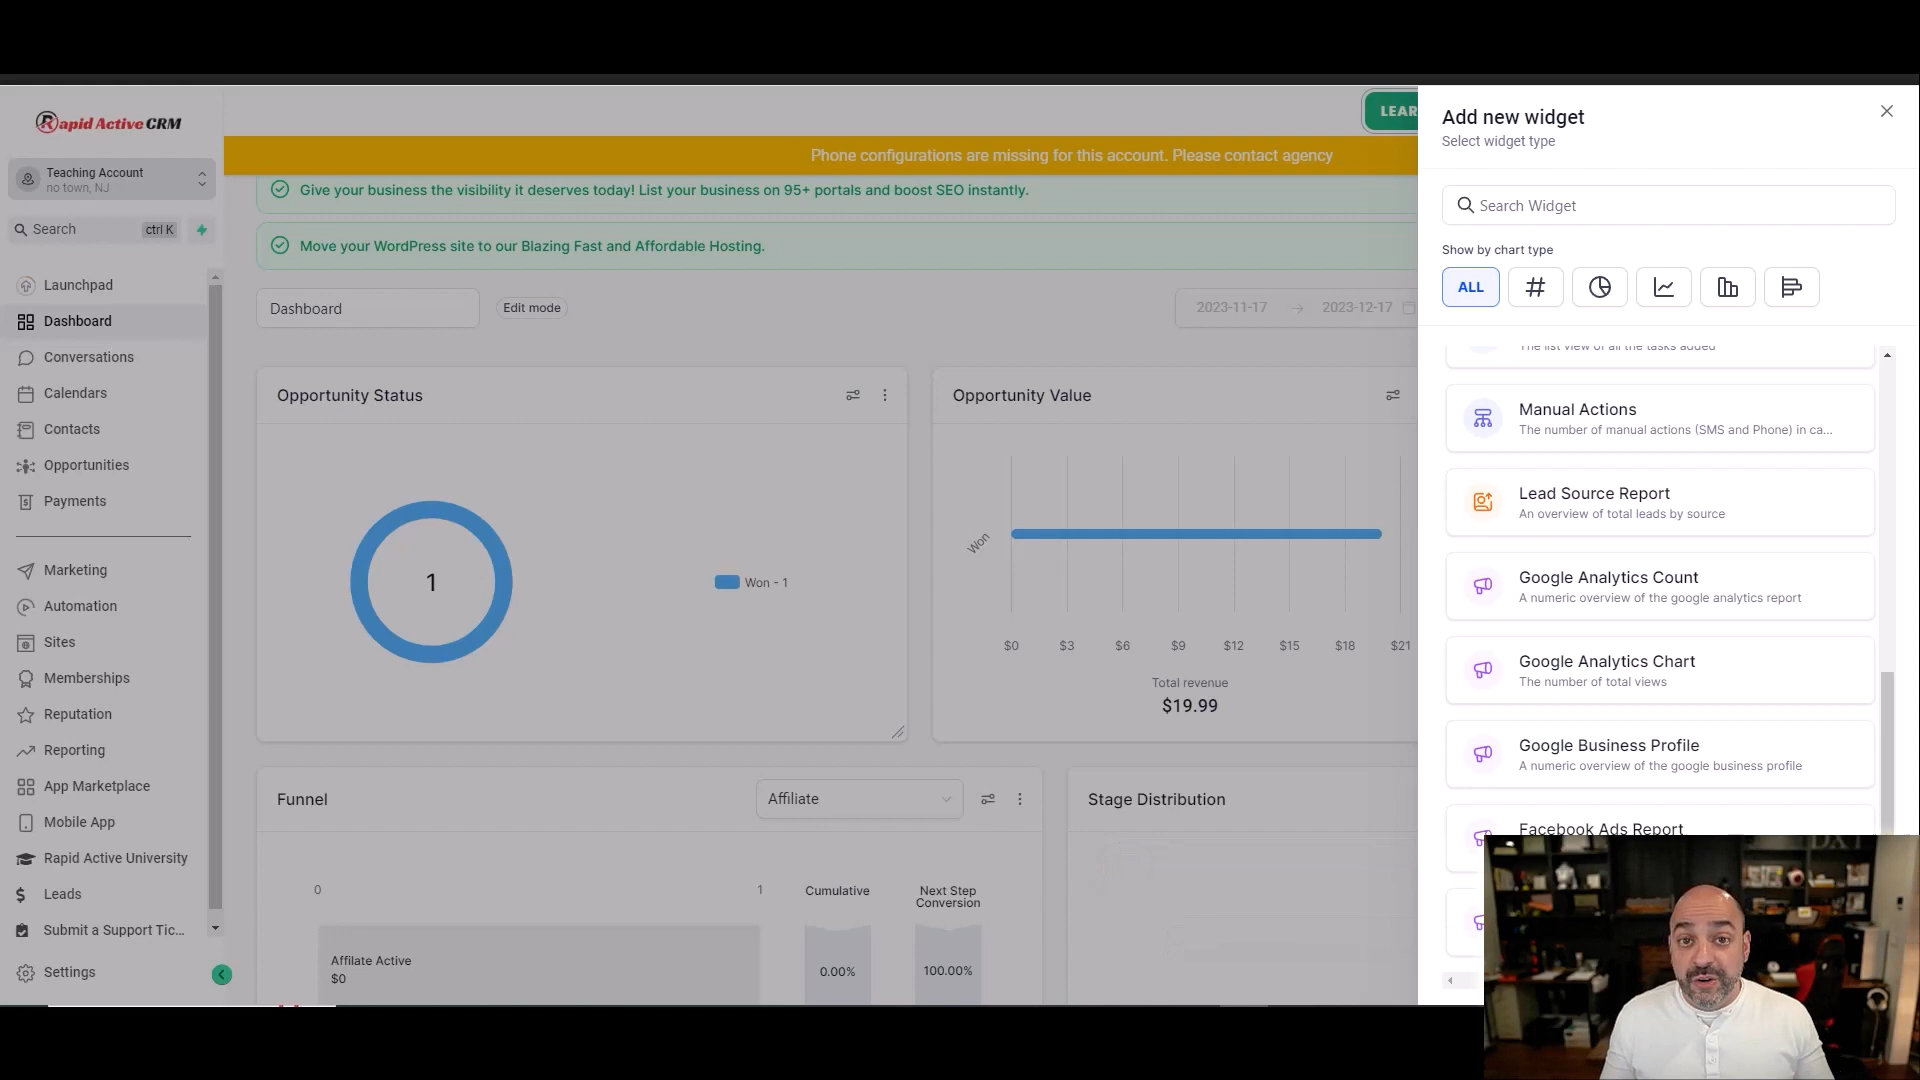 Rapid Active CRM
Teaching Account
no town, NJ
Search
ctrl K
Launchpad
Dashboard
Conversations
Calendars
Contacts
Opportunities
Payments
Marketing
Automation
Sites
Memberships
Reputation
Reporting
App Marketplace
Mobile App
Rapid Active University
Leads
Submit a Support Tic...
Settings
LEAR
Phone configurations are missing for this account. Please contact agency
Give your business the visibility it deserves today! List your business on 95+ portals and boost SEO instantly.
Move your WordPress site to our Blazing Fast and Affordable Hosting.
Dashboard
Edit mode
2023-11-17 → 2023-12-17
Opportunity Status
1
Won - 1
Opportunity Value
Won
$0 $3 $6 $9 $12 $15 $18 $21
Total revenue
$19.99
Funnel
Affiliate
0 1
Cumulative
Next Step
Conversion
Affilate Active
$0
0.00%
100.00%
Stage Distribution
Add new widget
Select widget type
Search Widget
Show by chart type
ALL
The list view of all the tasks added
Manual Actions
The number of manual actions (SMS and Phone) in ca...
Lead Source Report
An overview of total leads by source
Google Analytics Count
A numeric overview of the google analytics report
Google Analytics Chart
The number of total views
Google Business Profile
A numeric overview of the google business profile
Facebook Ads Report